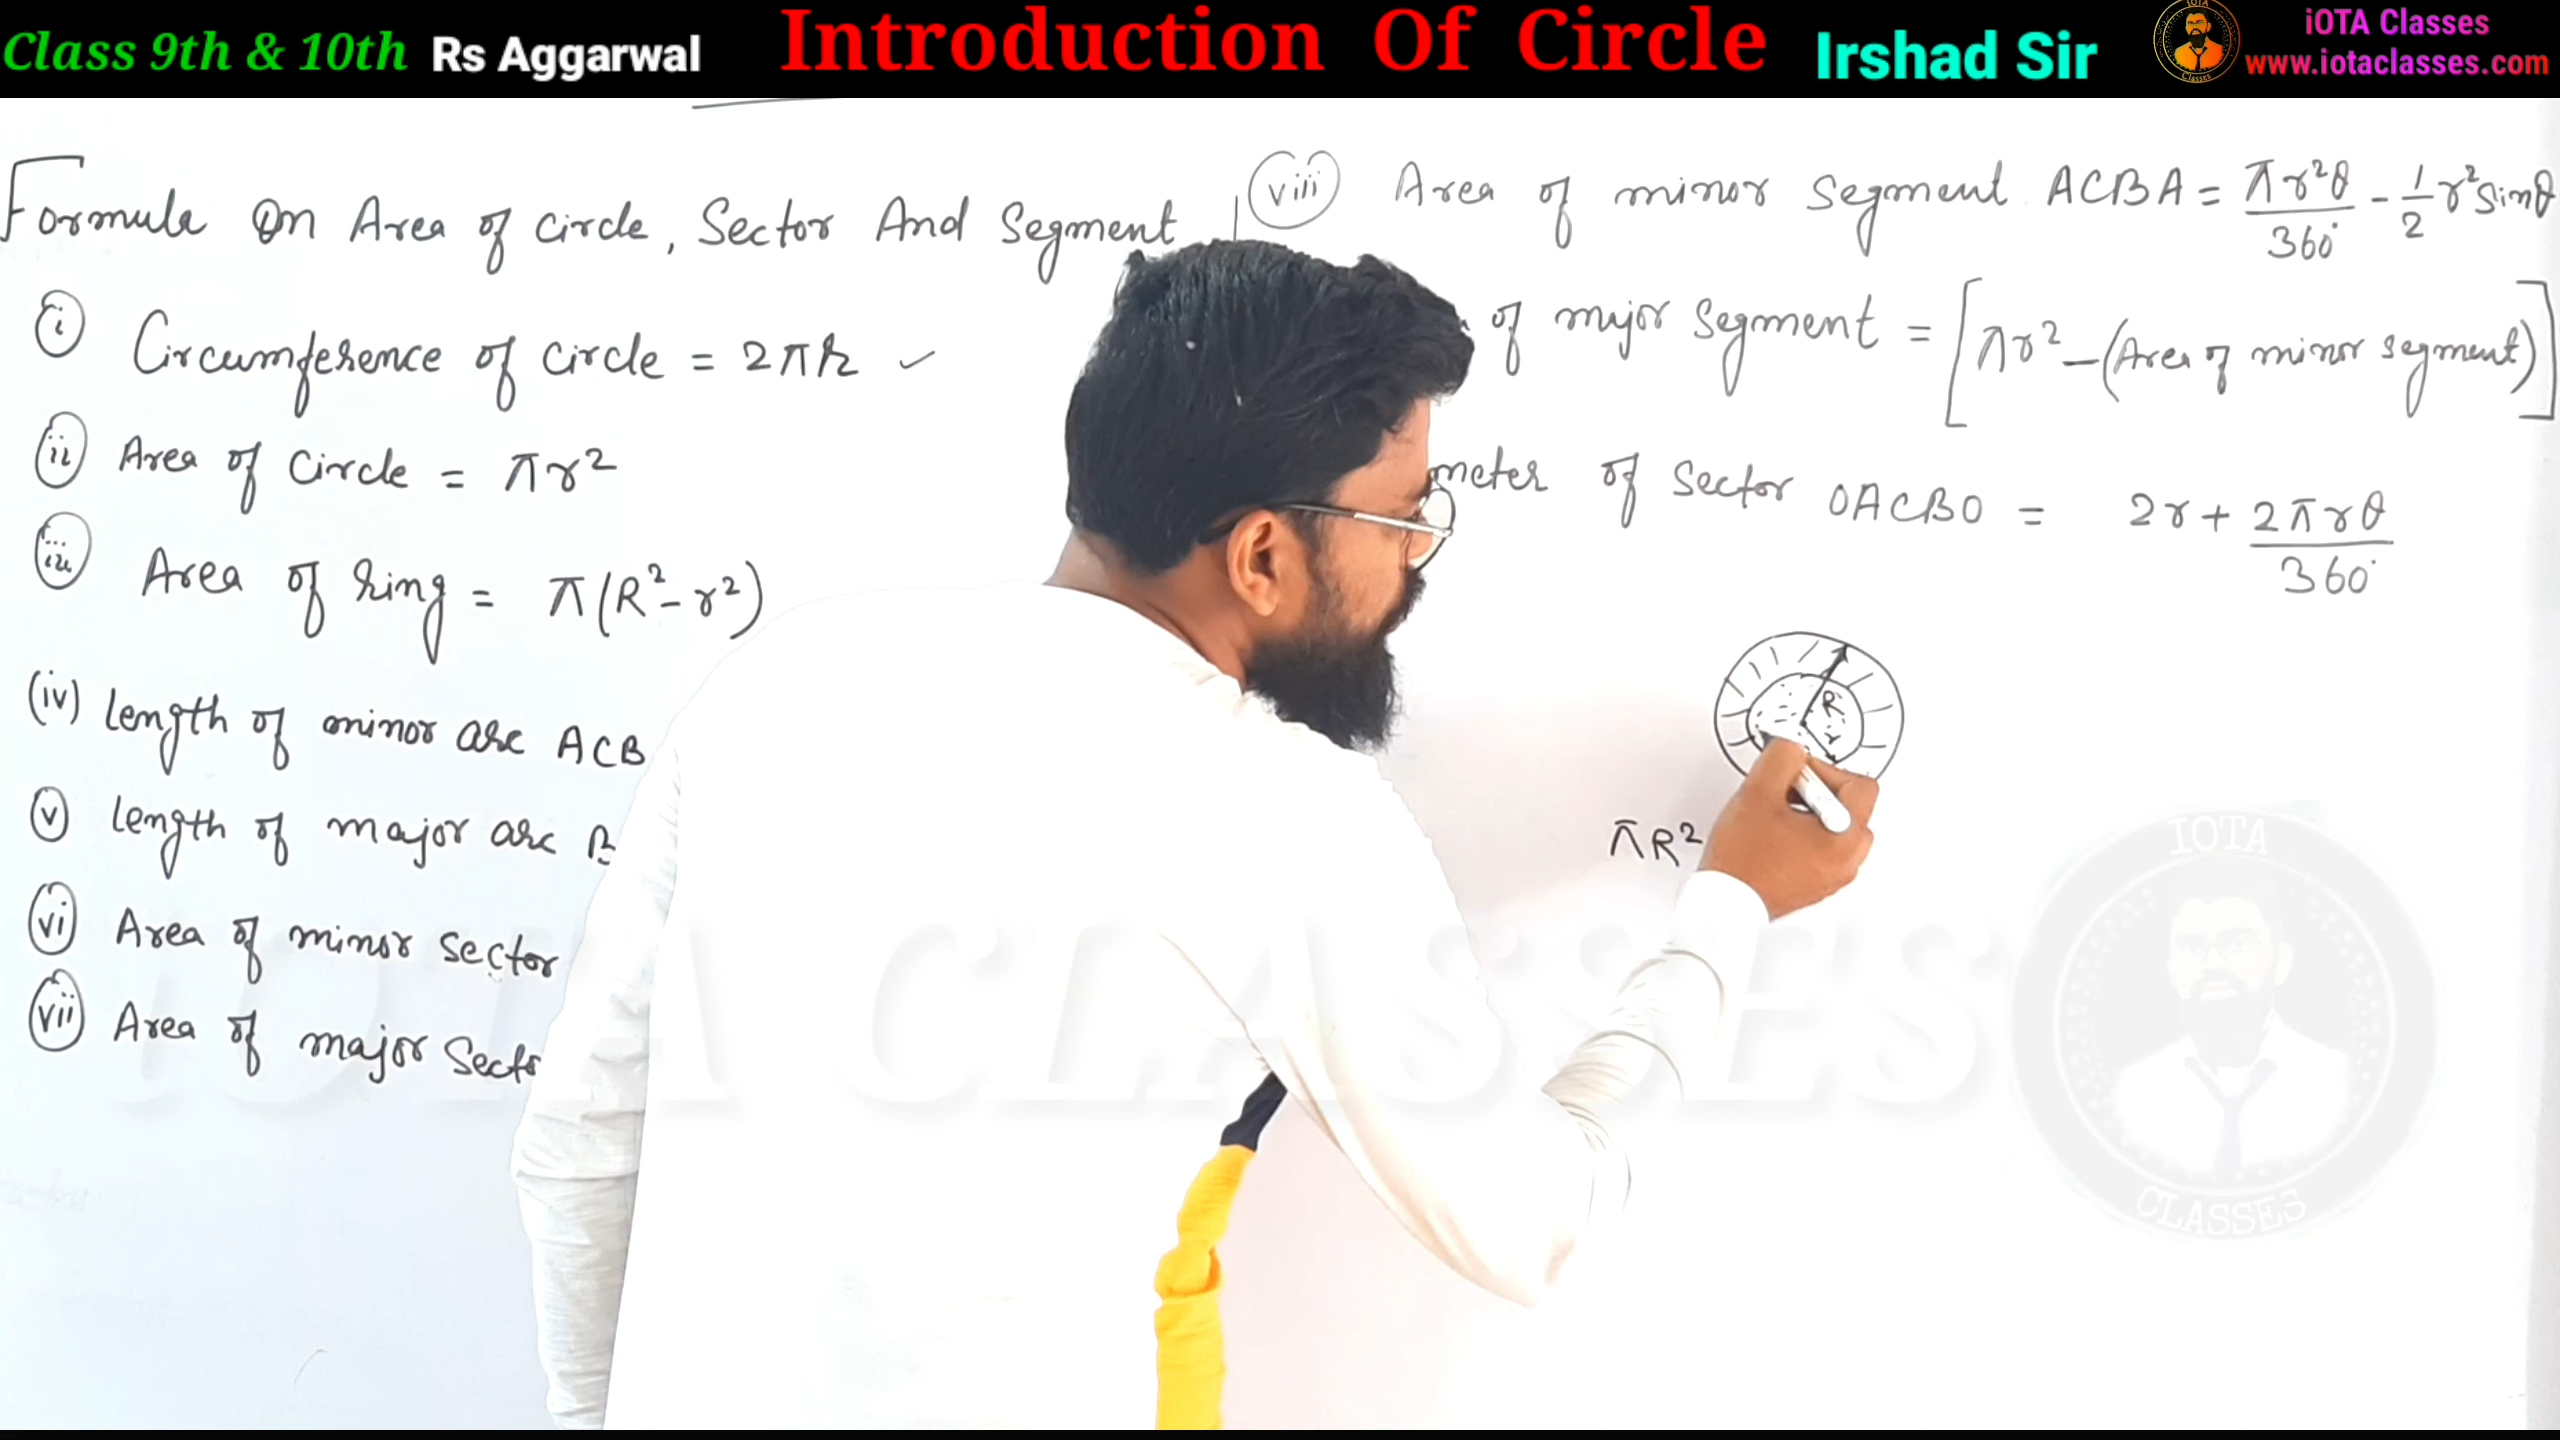 Class 9th & 10th Rs Aggarwal Introduction Of Circle Irshad Sir
iOTA Classes
www.iotaclasses.com
Formula On Area of circle, Sector And Segment
(i) Circumference of circle = 2πr ✓
(ii) Area of Circle = πr²
(iii) Area of ring = π(R²-r²)
(iv) Length of minor arc ACB
(v) Length of major arc B
(vi) Area of minor Sector
(vii) Area of major Secto
(viii) Area of minor Segment ACBA = πr²θ/360° - 1/2 r² sinθ
of major Segment = [πr² - (Area of minor segment)]
meter of Sector OACBO = 2r + 2πrθ/360°
R
r
πR²
IOTA CLASSES
IOTA
CLASSES